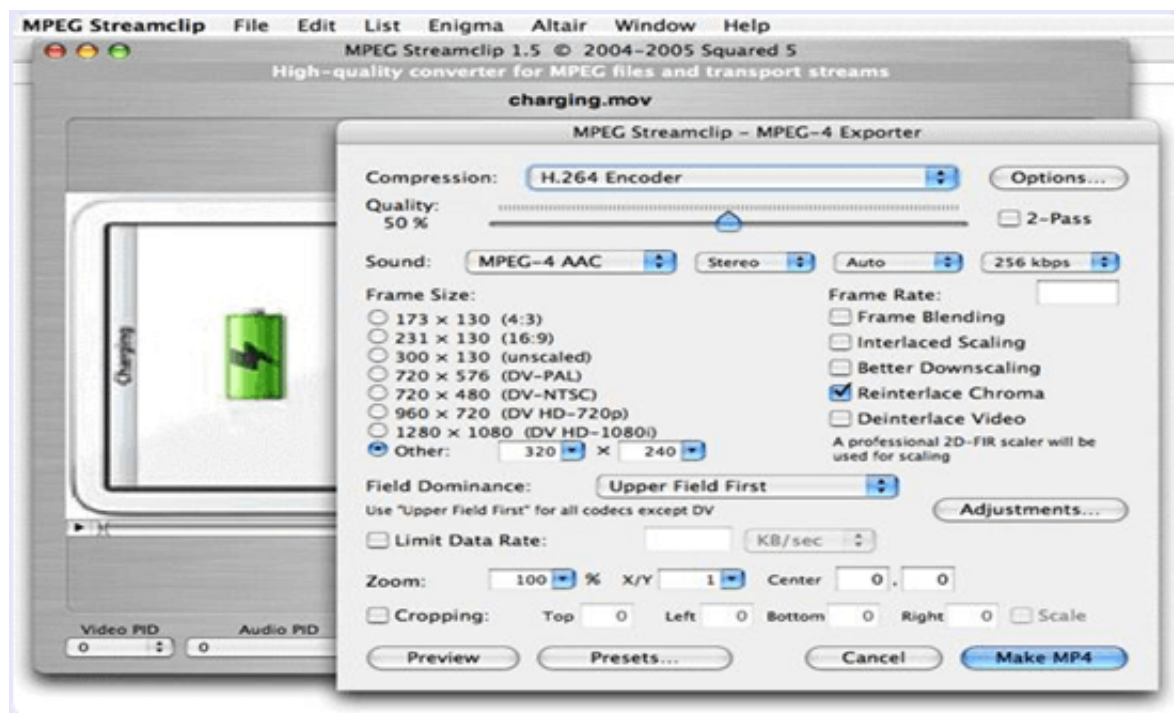 MPEG Streamclip File Edit List Enigma Altair Window Help
MPEG Streamclip 1.5 © 2004-2005 Squared 5
High-quality converter for MPEG files and transport streams
charging.mov
MPEG Streamclip - MPEG-4 Exporter
Compression: H.264 Encoder Options...
Quality:
50 % 2-Pass
Sound: MPEG-4 AAC Stereo Auto 256 kbps
Frame Size: Frame Rate:
173 × 130 (4:3) Frame Blending
231 × 130 (16:9) Interlaced Scaling
300 × 130 (unscaled)
720 × 576 (DV-PAL) Better Downscaling
720 × 480 (DV-NTSC) Reinterlace Chroma
960 × 720 (DV HD-720p) Deinterlace Video
1280 × 1080 (DV HD-1080i)
Other: 320 × 240
A professional 2D-FIR scaler will be
used for scaling
Charging
Field Dominance: Upper Field First
Use "Upper Field First" for all codecs except DV Adjustments...
Limit Data Rate: KB/sec
Zoom: 100 % X/Y 1 Center 0 , 0
Cropping: Top 0 Left 0 Bottom 0 Right 0 Scale
Video PID Audio PID
0 0
Preview Presets... Cancel Make MP4